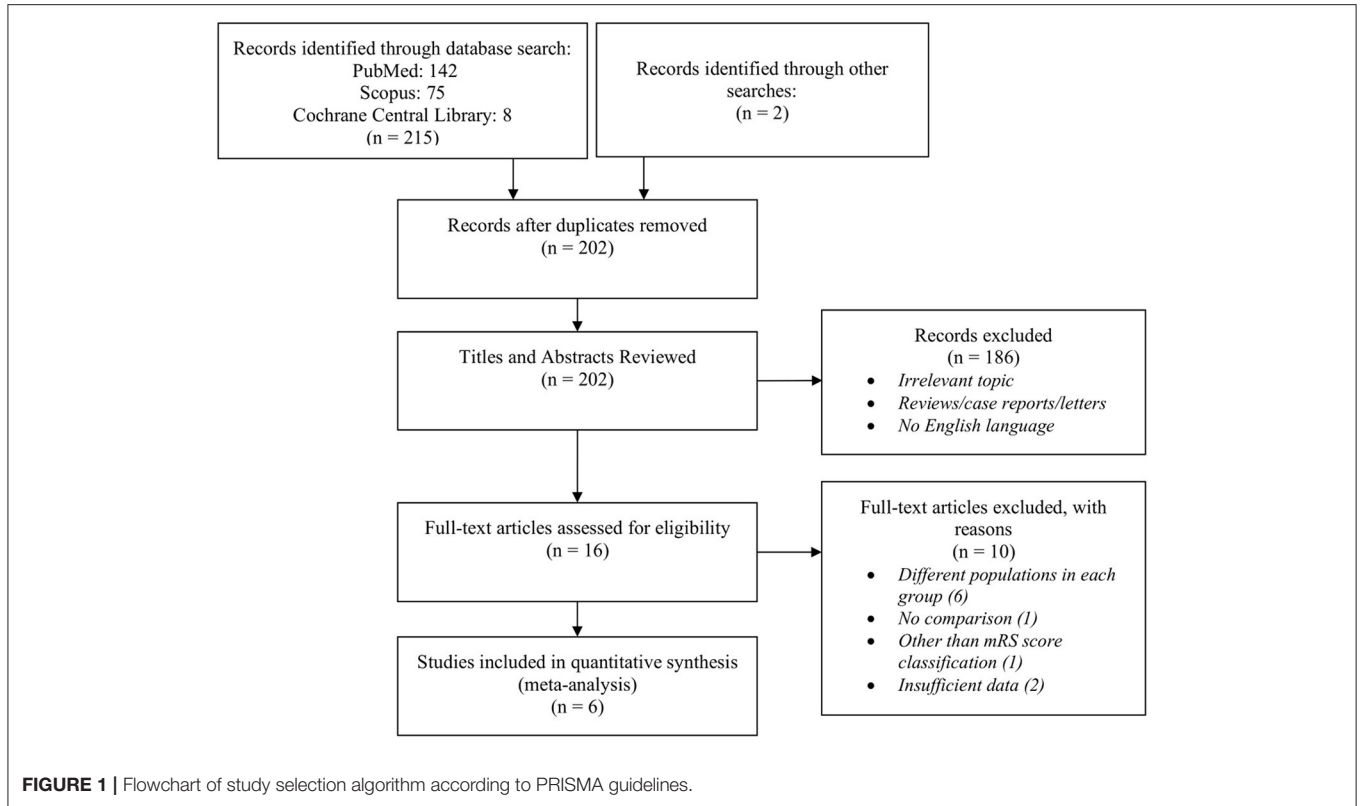 Records identified through database search:
PubMed: 142
Scopus: 75
Cochrane Central Library: 8
(n = 215)
Records identified through other
searches:
(n = 2)
Records after duplicates removed
(n = 202)
Titles and Abstracts Reviewed
(n = 202)
Records excluded
(n = 186)
• Irrelevant topic
• Reviews/case reports/letters
• No English language
Full-text articles assessed for eligibility
(n = 16)
Full-text articles excluded, with
reasons
(n = 10)
• Different populations in each
group (6)
• No comparison (1)
• Other than mRS score
classification (1)
• Insufficient data (2)
Studies included in quantitative synthesis
(meta-analysis)
(n = 6)
FIGURE 1 | Flowchart of study selection algorithm according to PRISMA guidelines.